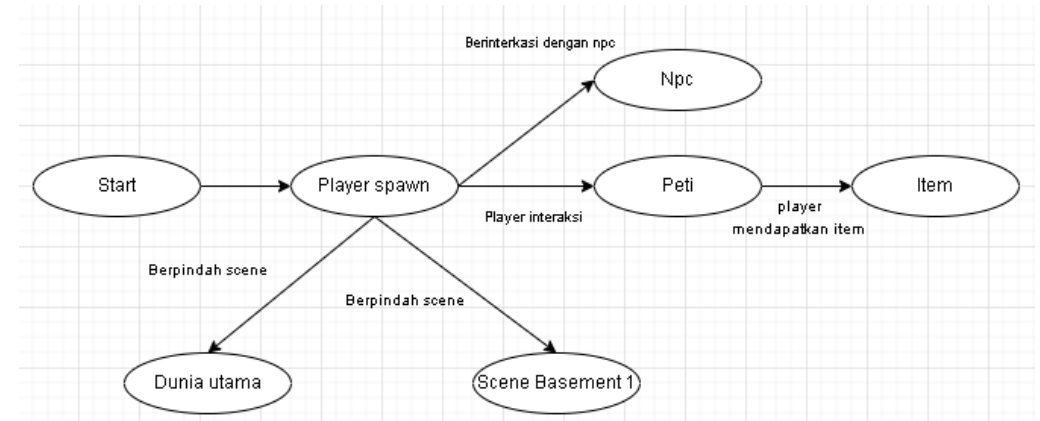 Berinterkasi dengan npc
Npc
Start
Player spawn
Peti
Item
Player interaksi
player
mendapatkan item
Berpindah scene
Berpindah scene
Dunia utama
Scene Basement 1